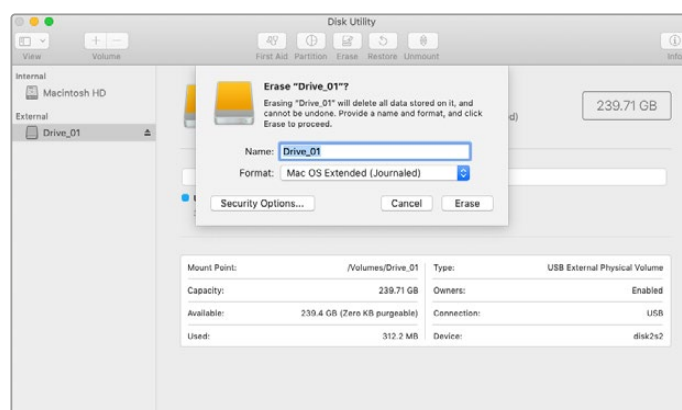 Disk Utility
View
Volume
First Aid
Partition
Erase
Restore
Unmount
Info
Internal
Macintosh HD
External
Drive_01
Erase "Drive_01"?
Erasing "Drive_01" will delete all data stored on it, and
cannot be undone. Provide a name and format, and click
Erase to proceed.
Name: Drive_01
Format: Mac OS Extended (Journaled)
Security Options...
Cancel
Erase
239.71 GB
Mount Point: /Volumes/Drive_01
Type: USB External Physical Volume
Capacity: 239.71 GB
Owners: Enabled
Available: 239.4 GB (Zero KB purgeable)
Connection: USB
Used: 312.2 MB
Device: disk2s2